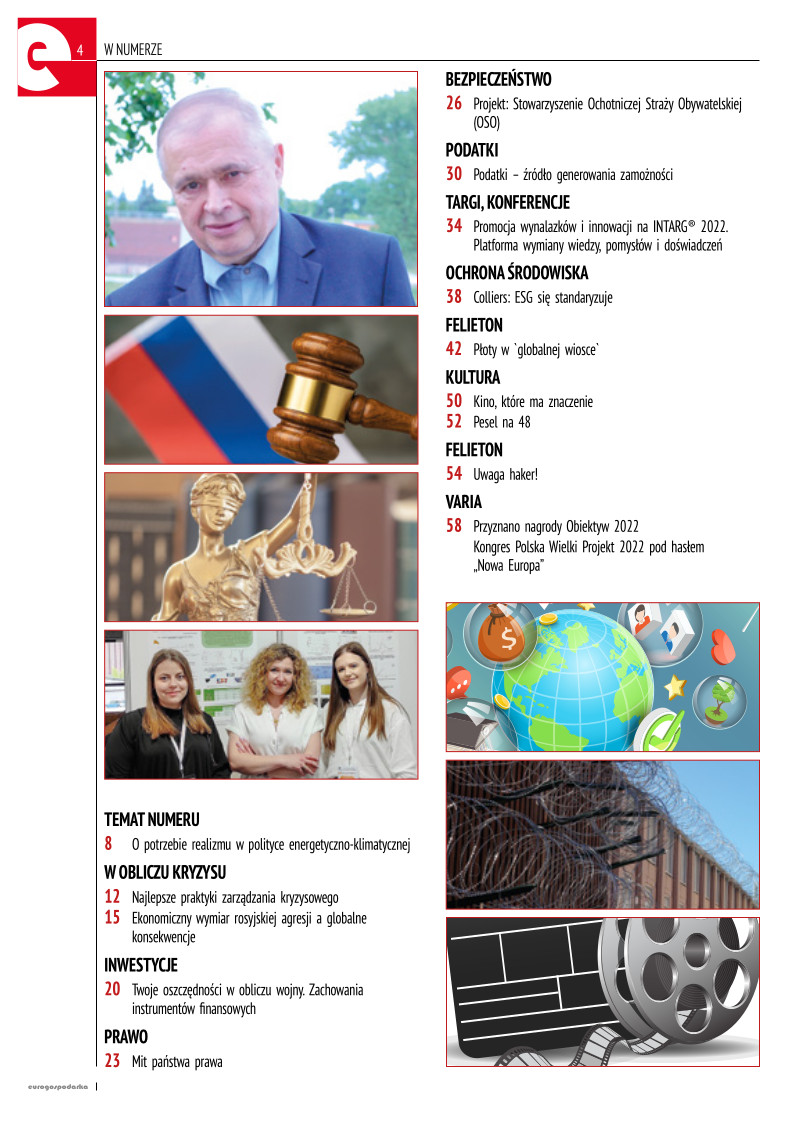 4 W NUMERZE
TEMAT NUMERU
8 O potrzebie realizmu w polityce energetyczno-klimatycznej
W OBLICZU KRYZYSU
12 Najlepsze praktyki zarządzania kryzysowego
15 Ekonomiczny wymiar rosyjskiej agresji a globalne
konsekwencje
INWESTYCJE
20 Twoje oszczędności w obliczu wojny. Zachowania
instrumentów finansowych
PRAWO
23 Mit państwa prawa
BEZPIECZEŃSTWO
26 Projekt: Stowarzyszenie Ochotniczej Straży Obywatelskiej
(OSO)
PODATKI
30 Podatki – źródło generowania zamożności
TARGI, KONFERENCJE
34 Promocja wynalazków i innowacji na INTARG® 2022.
Platforma wymiany wiedzy, pomysłów i doświadczeń
OCHRONA ŚRODOWISKA
38 Colliers: ESG się standaryzuje
FELIETON
42 Płoty w `globalnej wiosce`
KULTURA
50 Kino, które ma znaczenie
52 Pesel na 48
FELIETON
54 Uwaga haker!
VARIA
58 Przyznano nagrody Obiektyw 2022
Kongres Polska Wielki Projekt 2022 pod hasłem
„Nowa Europa”
eurogospodarka